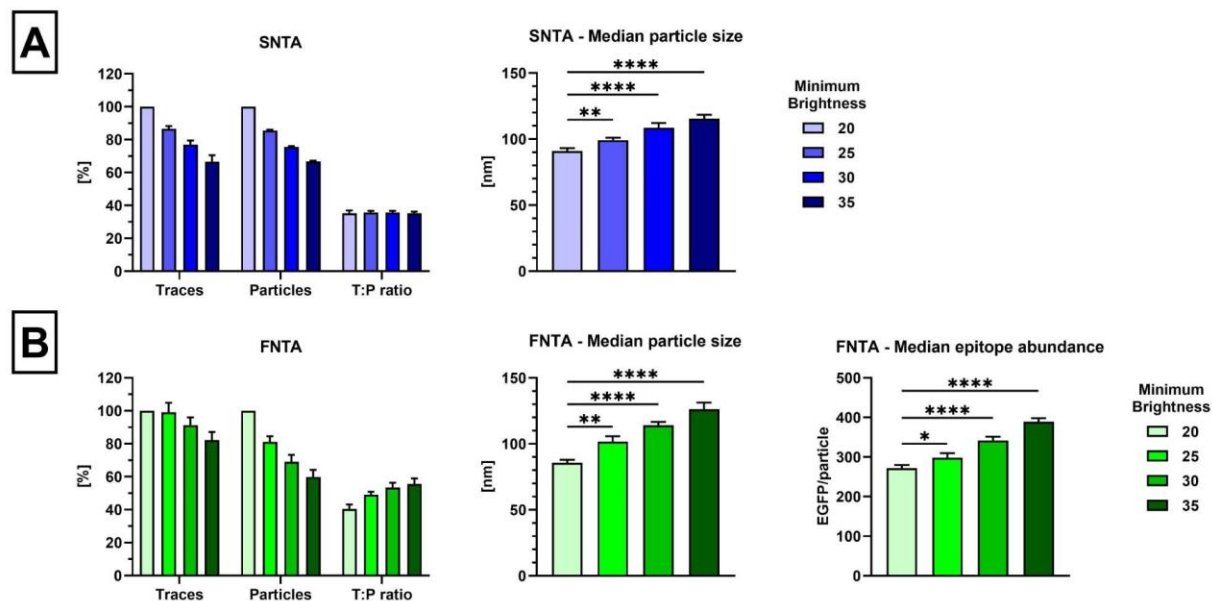 A
SNTA
[%]
120
100
80
60
40
20
0
Traces Particles T:P ratio
SNTA - Median particle size
[nm]
150
100
50
0
**
****
****
Minimum
Brightness
20
25
30
35
B
FNTA
[%]
120
100
80
60
40
20
0
Traces Particles T:P ratio
FNTA - Median particle size
[nm]
150
100
50
0
**
****
****
FNTA - Median epitope abundance
EGFP/particle
500
400
300
200
100
0
*
****
****
Minimum
Brightness
20
25
30
35